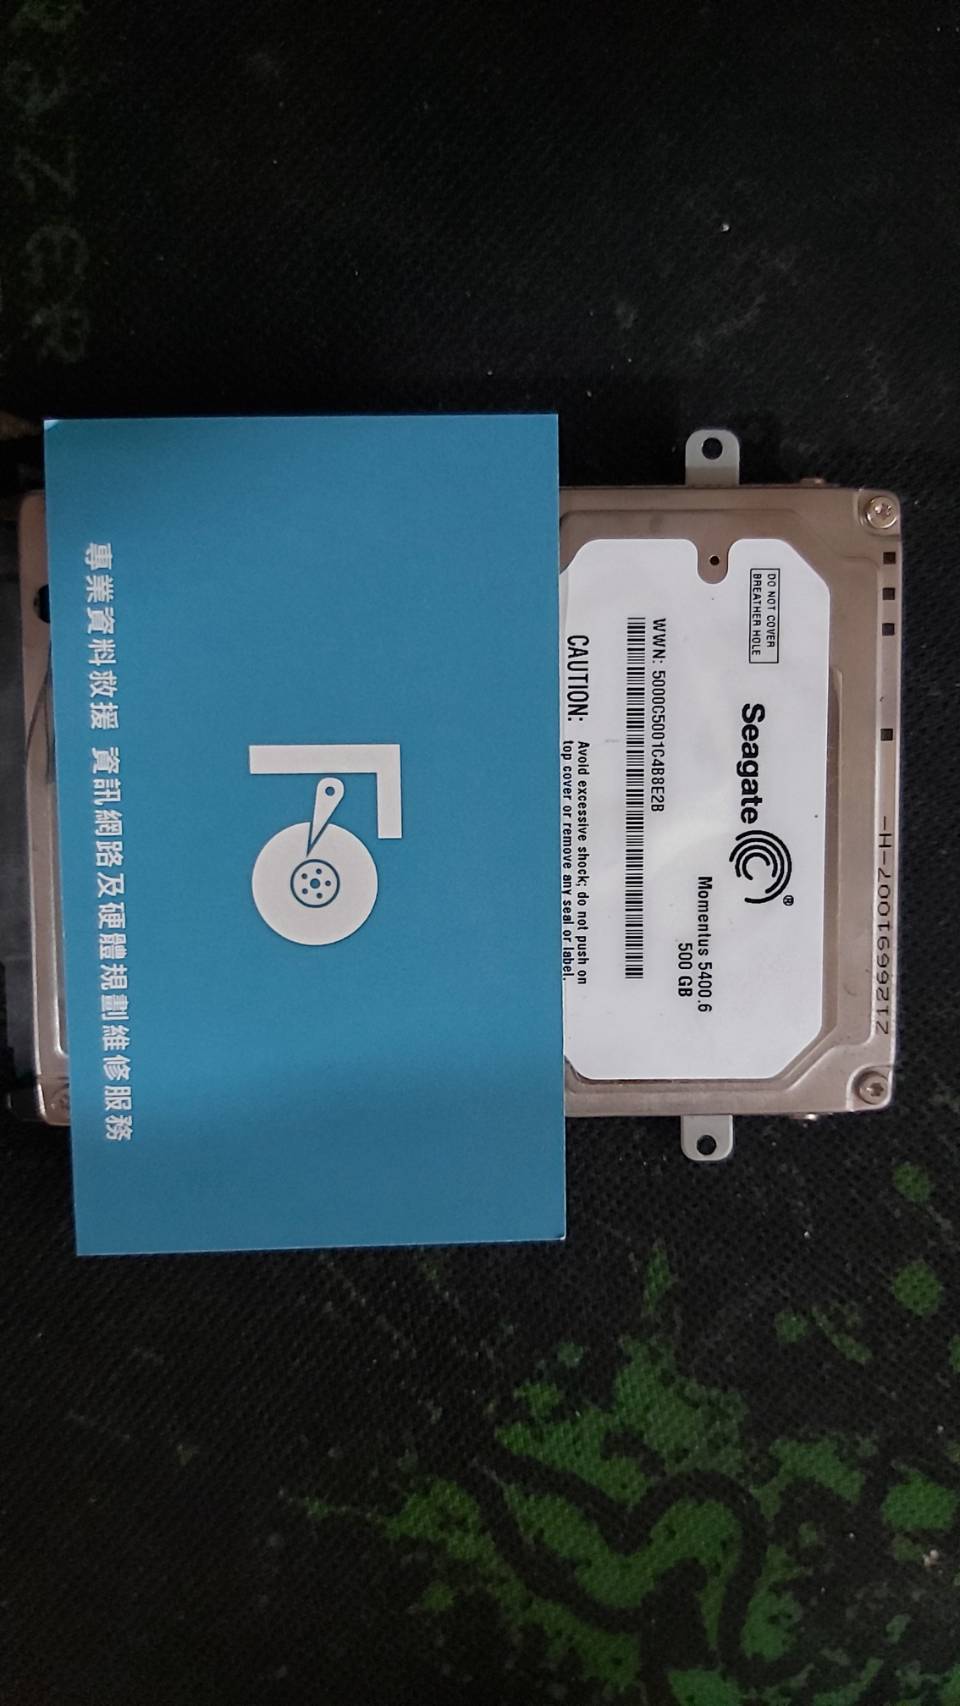 DO NOT COVER
BREATHER HOLE
Seagate®
Momentus 5400.6
500 GB
WWN: 5000C5001C4B8E2B
CAUTION: Avoid excessive shock; do not push on
top cover or remove any seal or label.
專業資料救援 資訊網路及硬體規劃維修服務